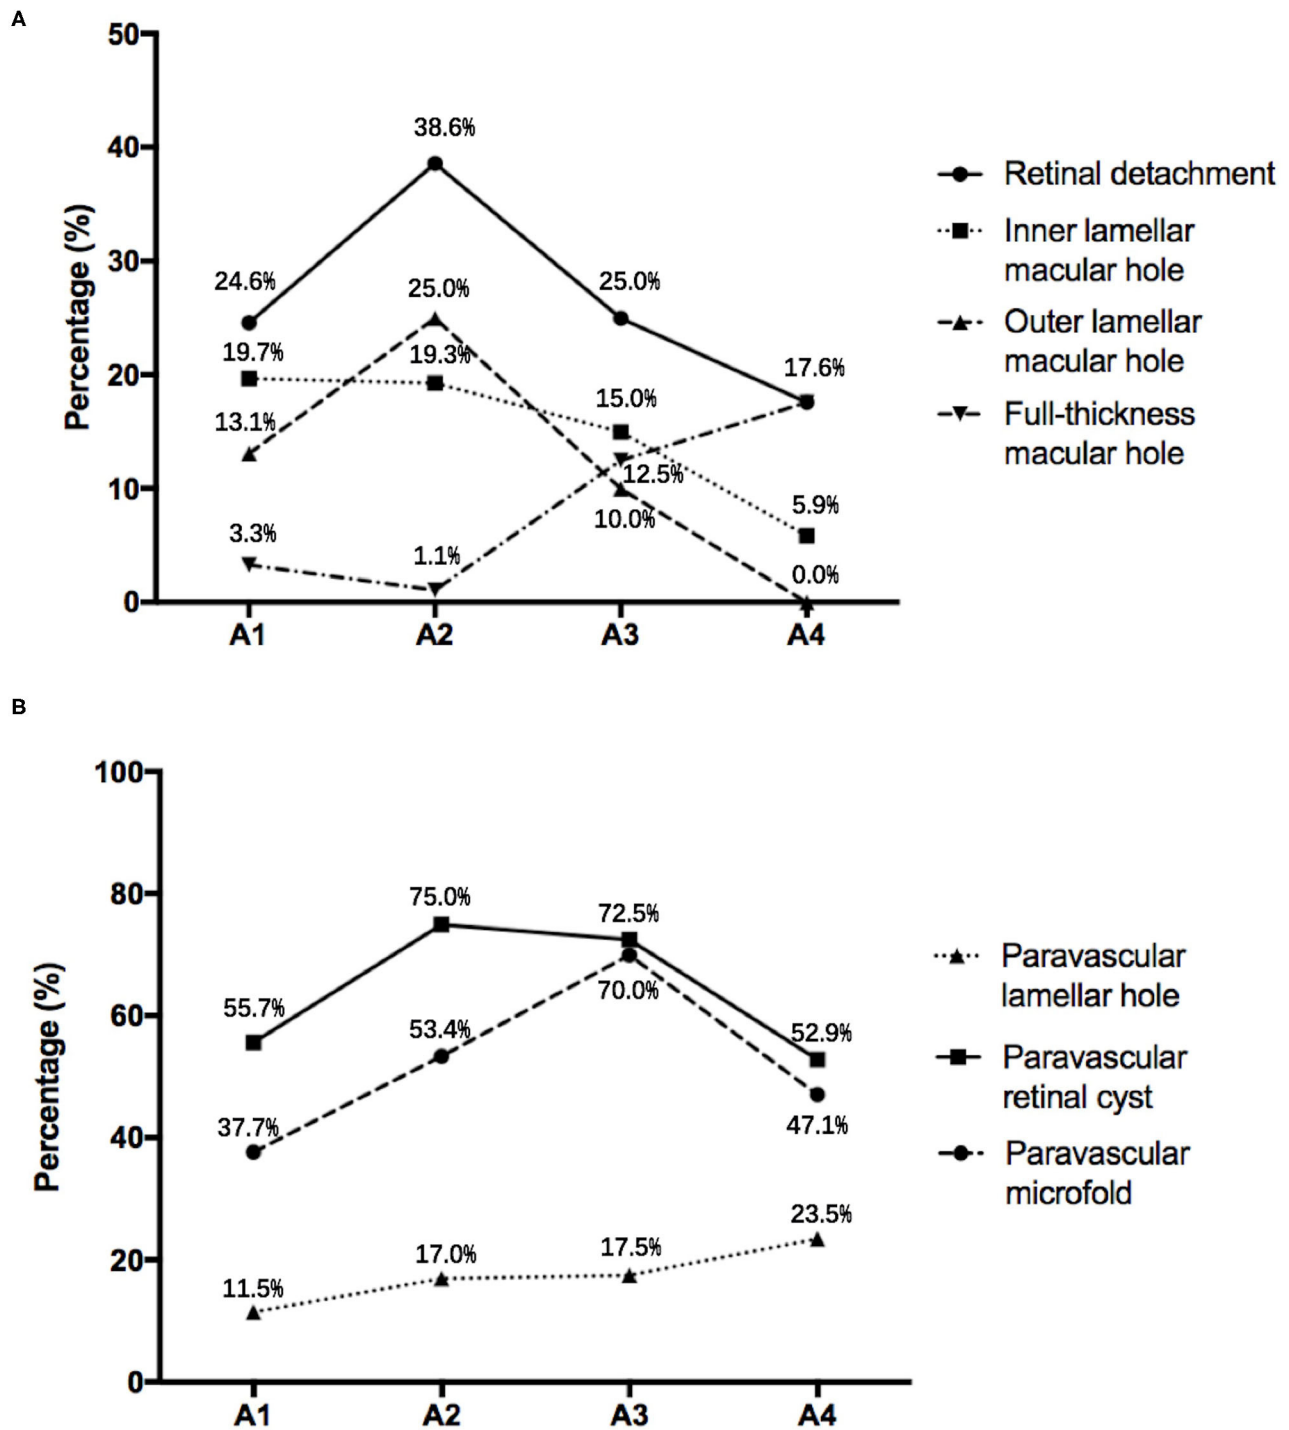 A
50
40
30
20
10
0
Percentage (%)
38.6%
24.6%
25.0%
25.0%
19.7%
19.3%
17.6%
13.1%
15.0%
12.5%
10.0%
5.9%
3.3%
1.1%
0.0%
A1 A2 A3 A4
Retinal detachment
Inner lamellar
macular hole
Outer lamellar
macular hole
Full-thickness
macular hole
B
100
80
60
40
20
0
Percentage (%)
75.0%
72.5%
55.7%
53.4%
70.0%
52.9%
37.7%
47.1%
11.5%
17.0%
17.5%
23.5%
A1 A2 A3 A4
Paravascular
lamellar hole
Paravascular
retinal cyst
Paravascular
microfold